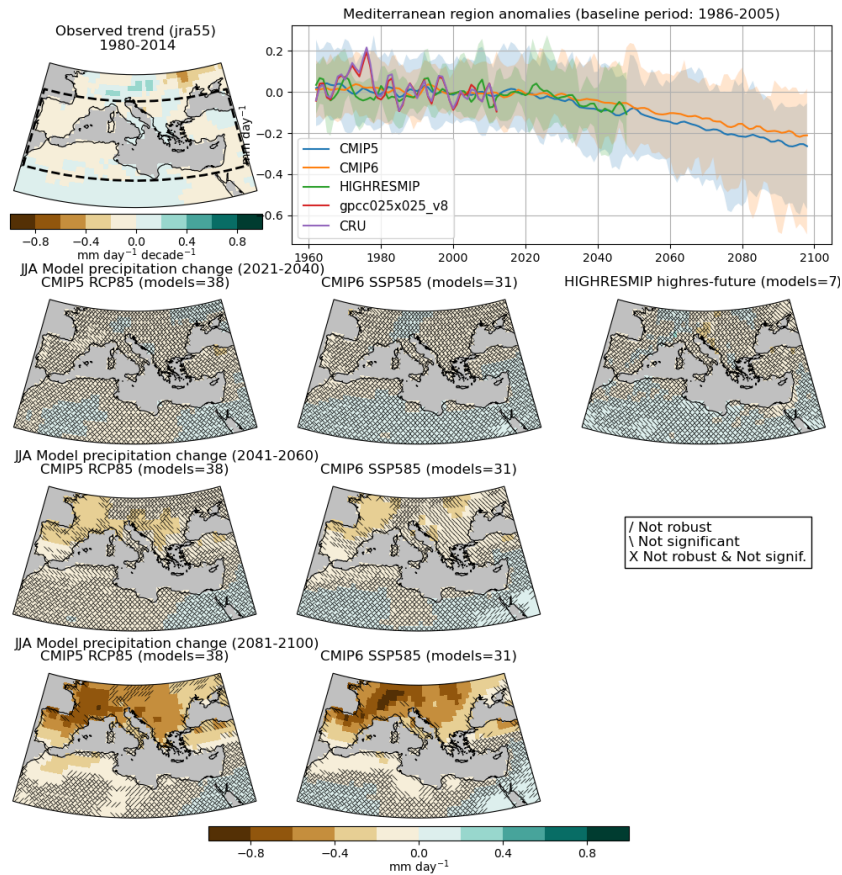 Observed trend (jra55)
1980-2014
−0.8 −0.4 0.0 0.4 0.8
mm day⁻¹ decade⁻¹
Mediterranean region anomalies (baseline period: 1986-2005)
mm day⁻¹
0.2
0.0
−0.2
−0.4
−0.6
CMIP5
CMIP6
HIGHRESMIP
gpcc025x025_v8
CRU
1960 1980 2000 2020 2040 2060 2080 2100
JJA Model precipitation change (2021-2040)
CMIP5 RCP85 (models=38)
CMIP6 SSP585 (models=31)
HIGHRESMIP highres-future (models=7)
JJA Model precipitation change (2041-2060)
CMIP5 RCP85 (models=38)
CMIP6 SSP585 (models=31)
/ Not robust
\ Not significant
X Not robust & Not signif.
JJA Model precipitation change (2081-2100)
CMIP5 RCP85 (models=38)
CMIP6 SSP585 (models=31)
−0.8 −0.4 0.0 0.4 0.8
mm day⁻¹